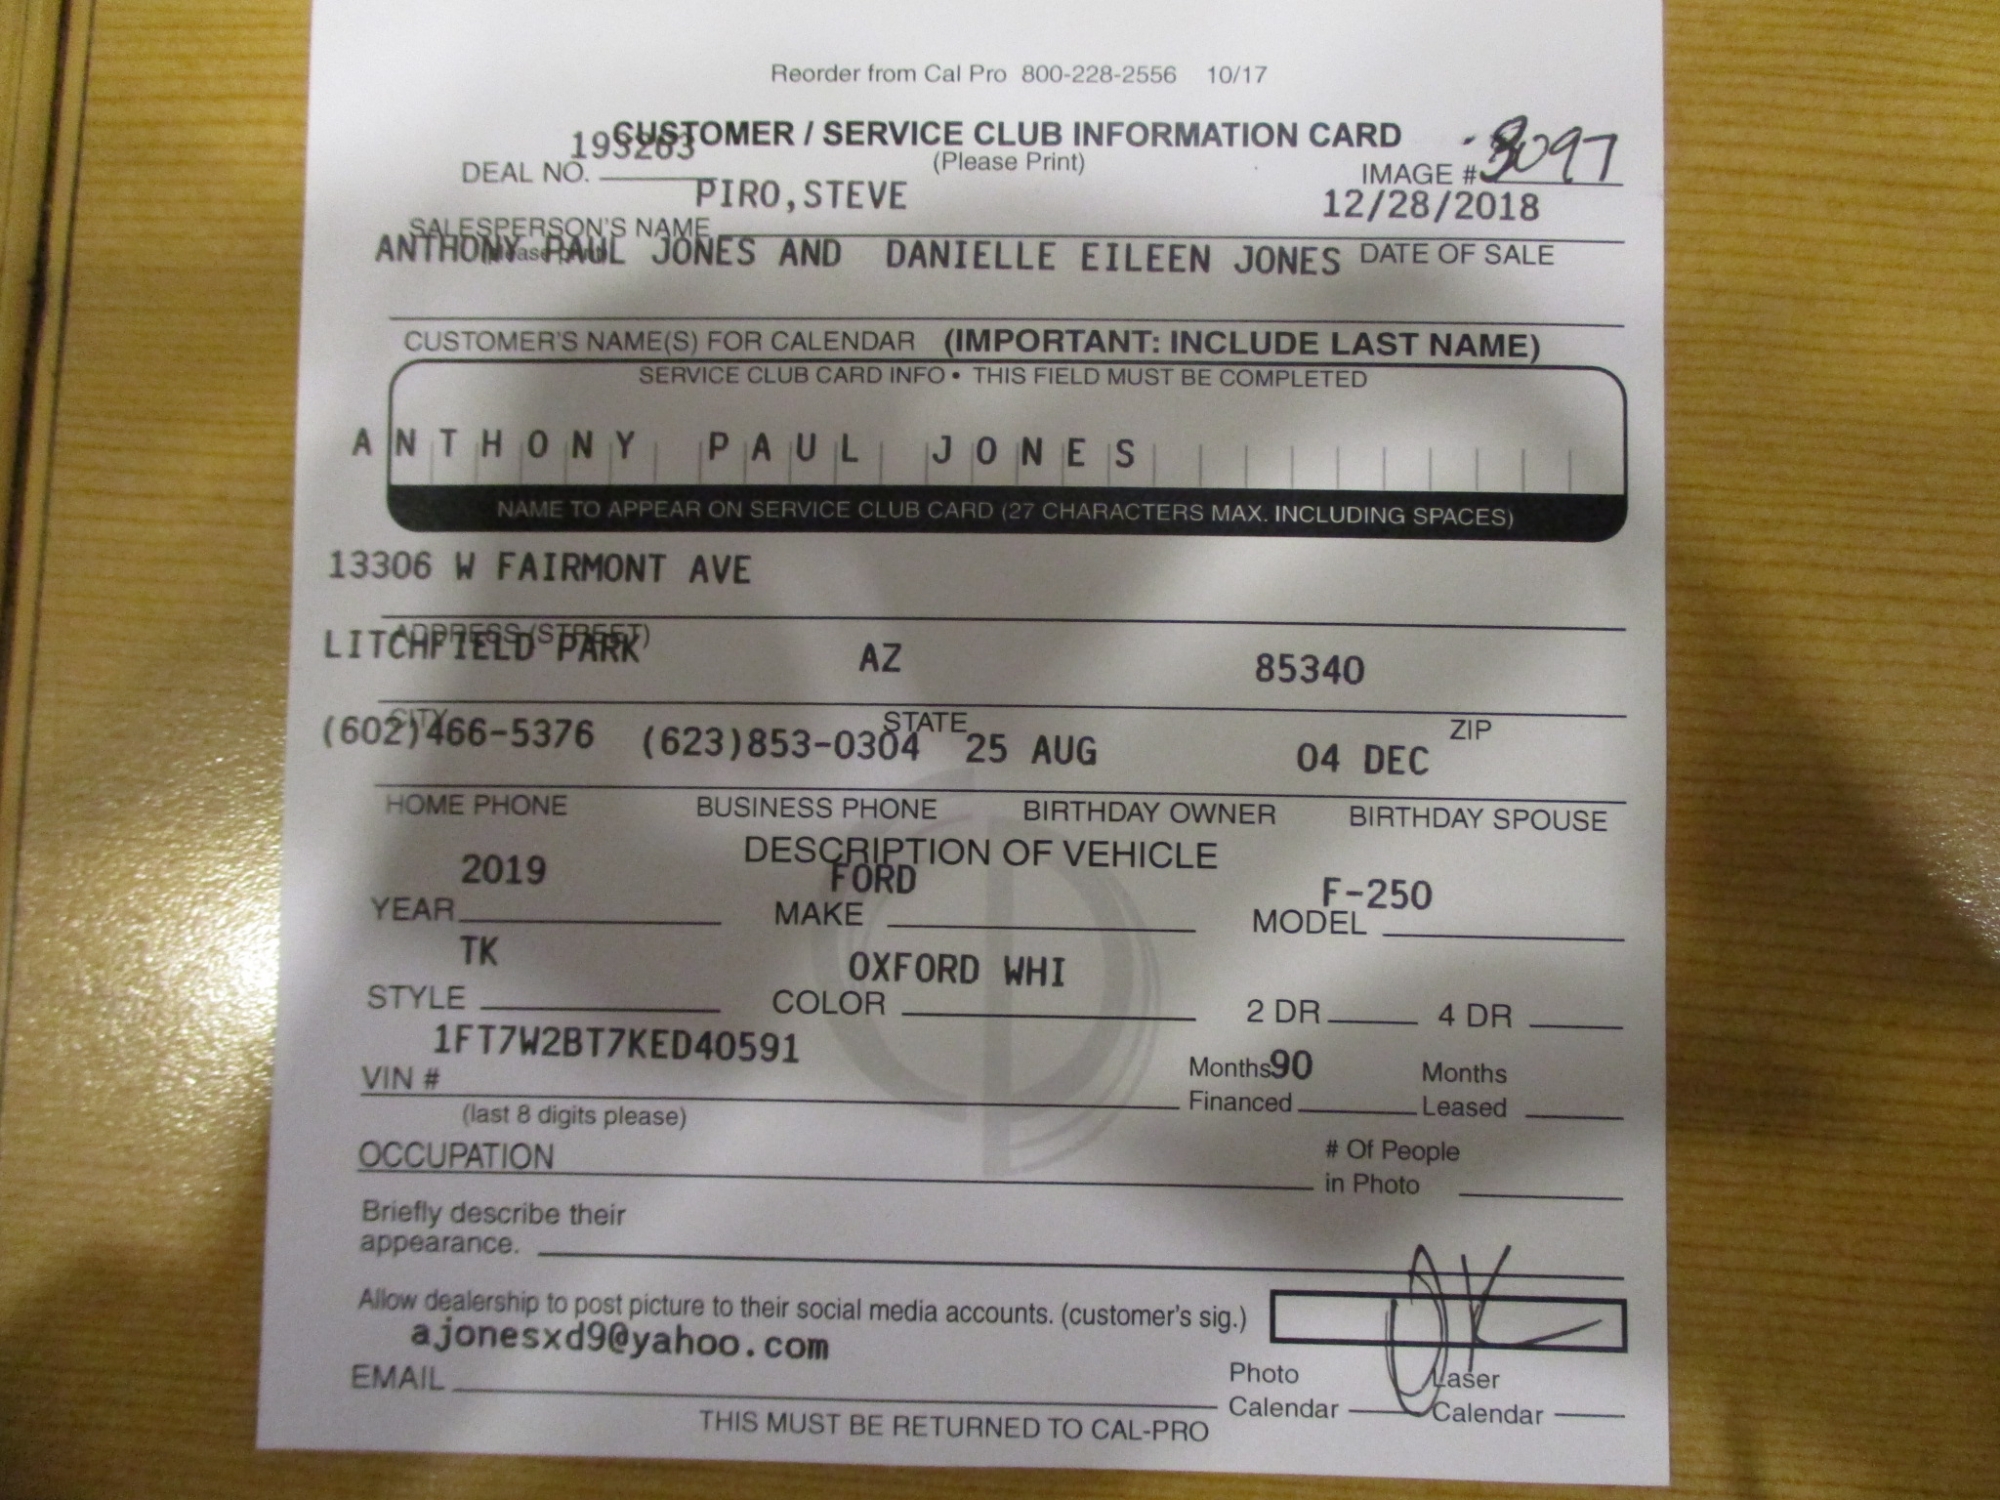 Reorder from Cal Pro 800-228-2556 10/17
CUSTOMER / SERVICE CLUB INFORMATION CARD
(Please Print)
DEAL NO. 193263
IMAGE # 3097
PIRO,STEVE 12/28/2018
SALESPERSON'S NAME (please print) DATE OF SALE
ANTHONY PAUL JONES AND DANIELLE EILEEN JONES
CUSTOMER'S NAME(S) FOR CALENDAR (IMPORTANT: INCLUDE LAST NAME)
SERVICE CLUB CARD INFO • THIS FIELD MUST BE COMPLETED
ANTHONY PAUL JONES
NAME TO APPEAR ON SERVICE CLUB CARD (27 CHARACTERS MAX. INCLUDING SPACES)
13306 W FAIRMONT AVE
ADDRESS (STREET)
LITCHFIELD PARK AZ 85340
CITY STATE ZIP
(602)466-5376 (623)853-0304 25 AUG 04 DEC
HOME PHONE BUSINESS PHONE BIRTHDAY OWNER BIRTHDAY SPOUSE
DESCRIPTION OF VEHICLE
2019 FORD F-250
YEAR MAKE MODEL
TK OXFORD WHI
STYLE COLOR 2 DR 4 DR
1FT7W2BT7KED40591
VIN # Months Financed 90 Months Leased
(last 8 digits please)
OCCUPATION # Of People in Photo
Briefly describe their
appearance.
Allow dealership to post picture to their social media accounts. (customer's sig.) OK
ajonesxd9@yahoo.com
EMAIL Photo Calendar Laser Calendar
THIS MUST BE RETURNED TO CAL-PRO